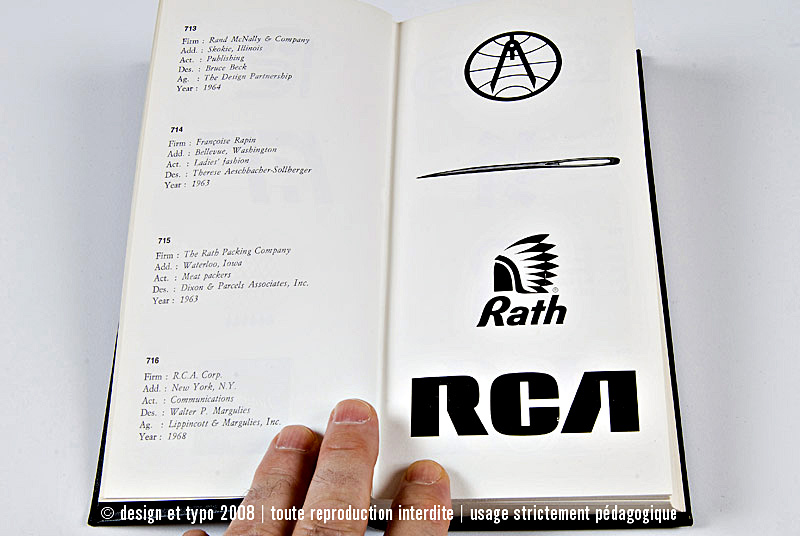 713
Firm : Rand McNally & Company
Add. : Skokie, Illinois
Act. : Publishing
Des. : Bruce Beck
Ag. : The Design Partnership
Year : 1964
714
Firm : Françoise Rapin
Add. : Bellevue, Washington
Act. : Ladies' fashion
Des. : Therese Aeschbacher-Sollberger
Year : 1963
715
Firm : The Rath Packing Company
Add. : Waterloo, Iowa
Act. : Meat packers
Des. : Dixon & Parcels Associates, Inc.
Year : 1963
716
Firm : R.C.A. Corp.
Add. : New York, N.Y.
Act. : Communications
Des. : Walter P. Margulies
Ag. : Lippincott & Margulies, Inc.
Year : 1968
Rath ®
RCA
© design et typo 2008 | toute reproduction interdite | usage strictement pédagogique